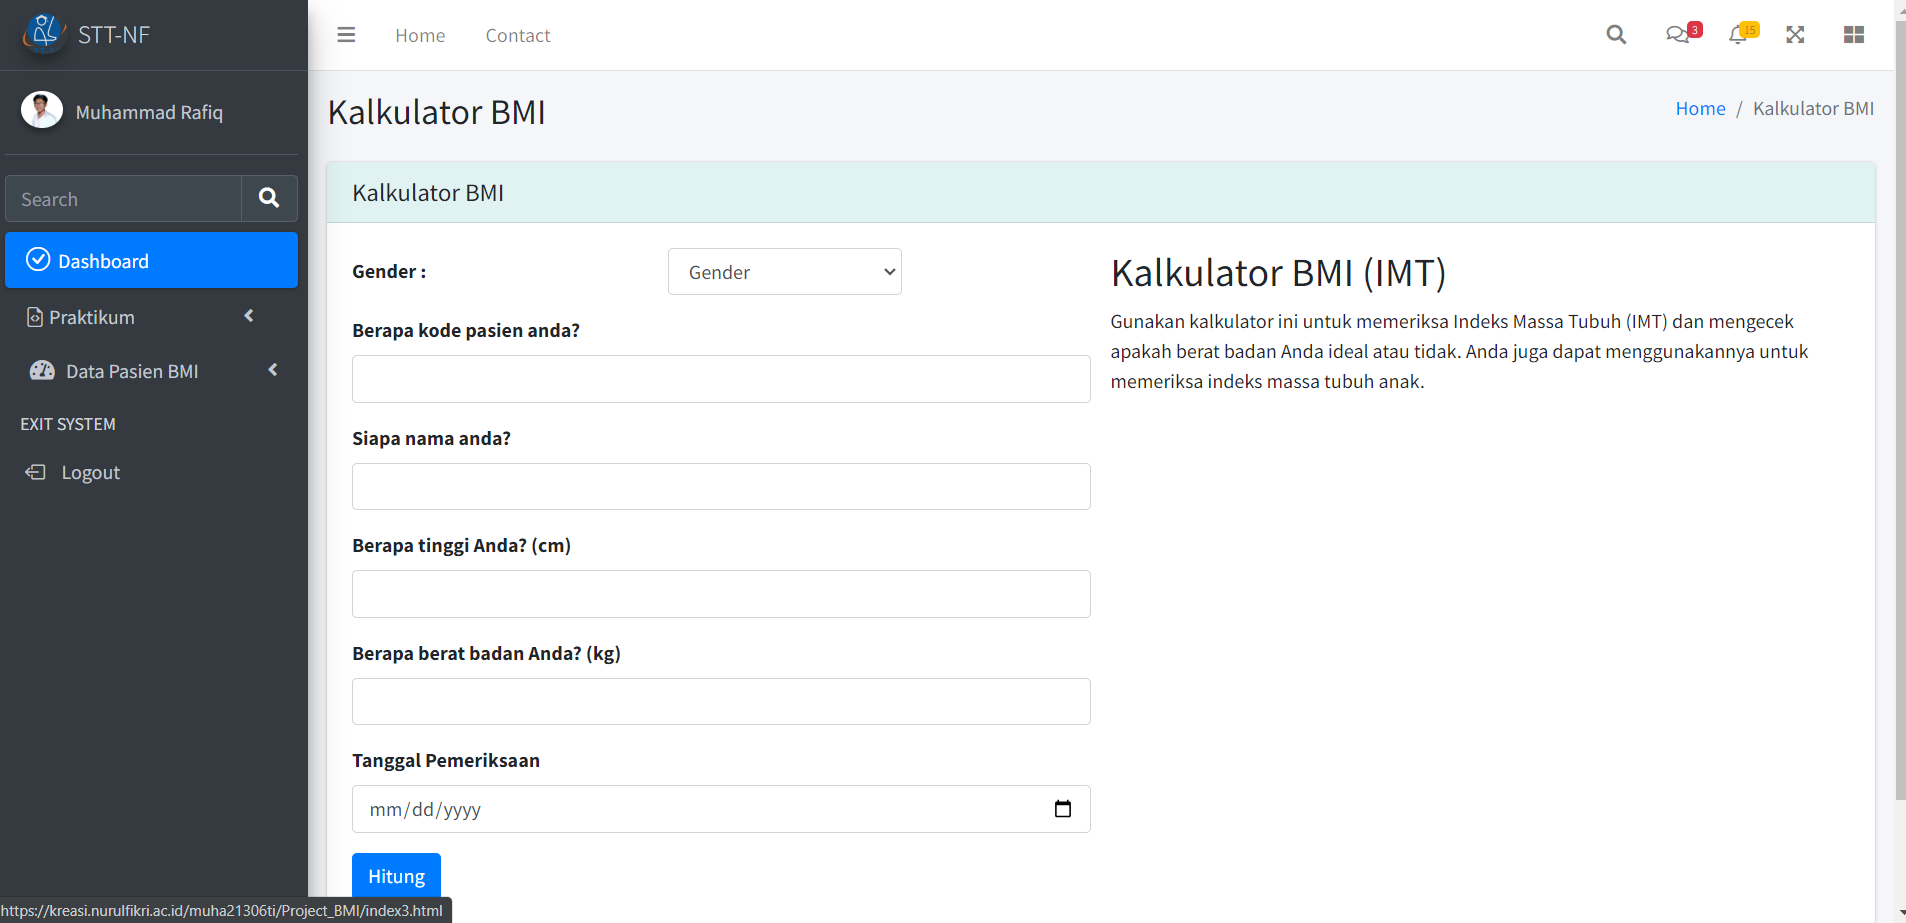 STT-NF
Home
Contact
3
15
Muhammad Rafiq
Search
Dashboard
Praktikum
Data Pasien BMI
EXIT SYSTEM
Logout
Kalkulator BMI
Home / Kalkulator BMI
Kalkulator BMI
Gender :
Gender
Berapa kode pasien anda?
Siapa nama anda?
Berapa tinggi Anda? (cm)
Berapa berat badan Anda? (kg)
Tanggal Pemeriksaan
mm/dd/yyyy
Hitung
Kalkulator BMI (IMT)
Gunakan kalkulator ini untuk memeriksa Indeks Massa Tubuh (IMT) dan mengecek
apakah berat badan Anda ideal atau tidak. Anda juga dapat menggunakannya untuk
memeriksa indeks massa tubuh anak.
https://kreasi.nurulfikri.ac.id/muha21306ti/Project_BMI/index3.html